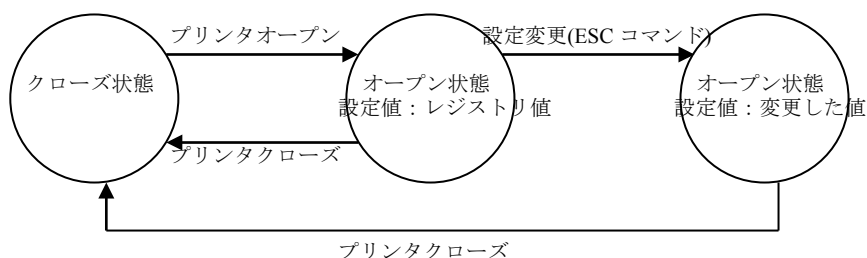 プリンタオープン
設定変更(ESC コマンド)
クローズ状態
オープン状態
設定値：レジストリ値
オープン状態
設定値：変更した値
プリンタクローズ
プリンタクローズ